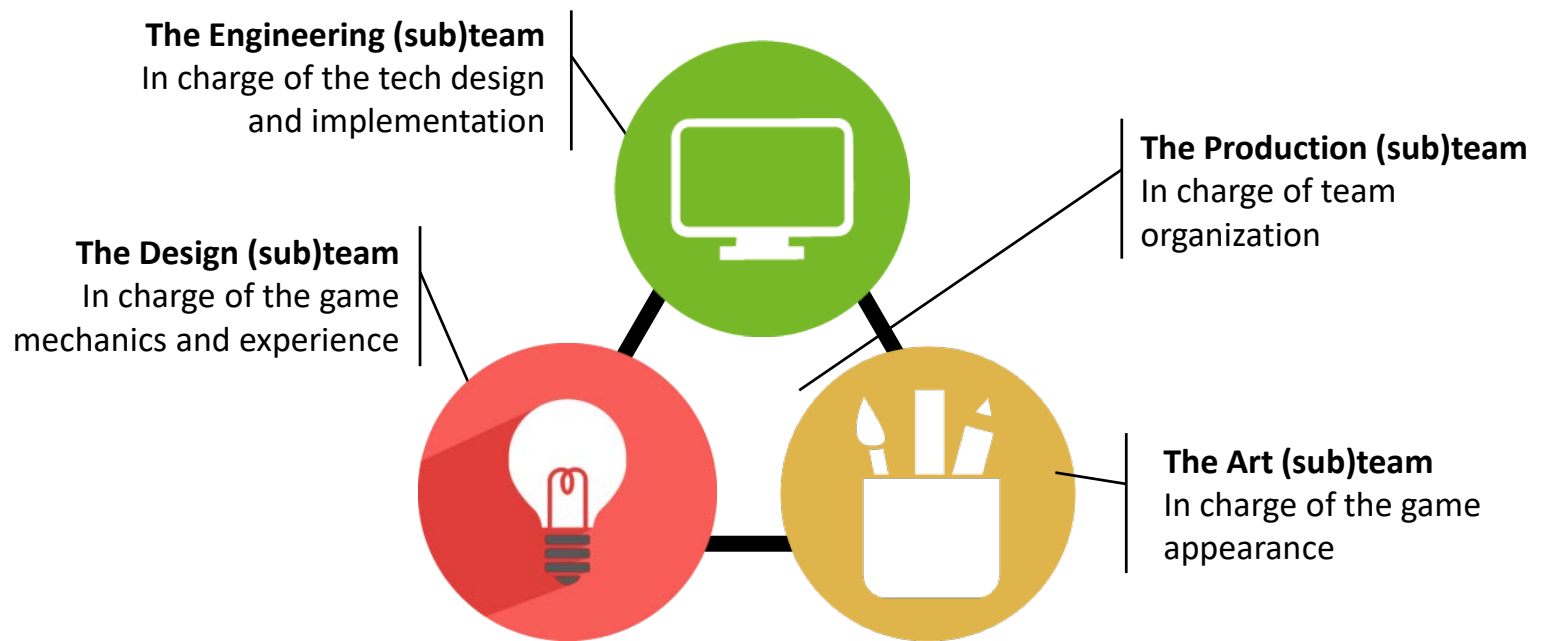 The Engineering (sub)team
In charge of the tech design
and implementation
The Production (sub)team
In charge of team
organization
The Design (sub)team
In charge of the game
mechanics and experience
The Art (sub)team
In charge of the game
appearance